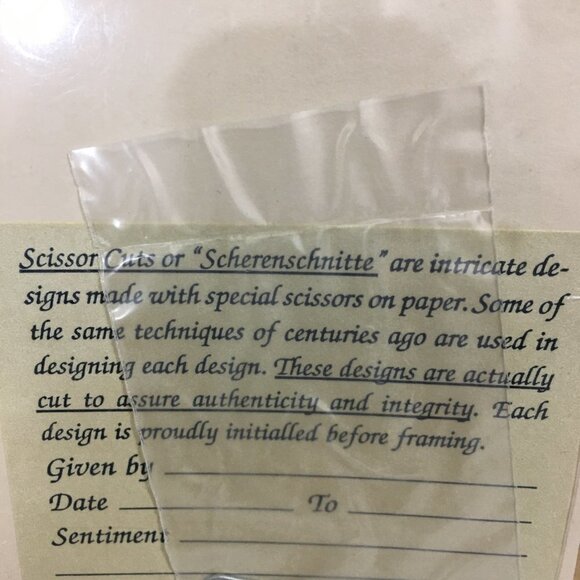 Scissor Cuts or "Scherenschnitte" are intricate de-
signs made with special scissors on paper. Some of
the same techniques of centuries ago are used in
designing each design. These designs are actually
cut to assure authenticity and integrity. Each
design is proudly initialled before framing.
Given by
Date To
Sentiment